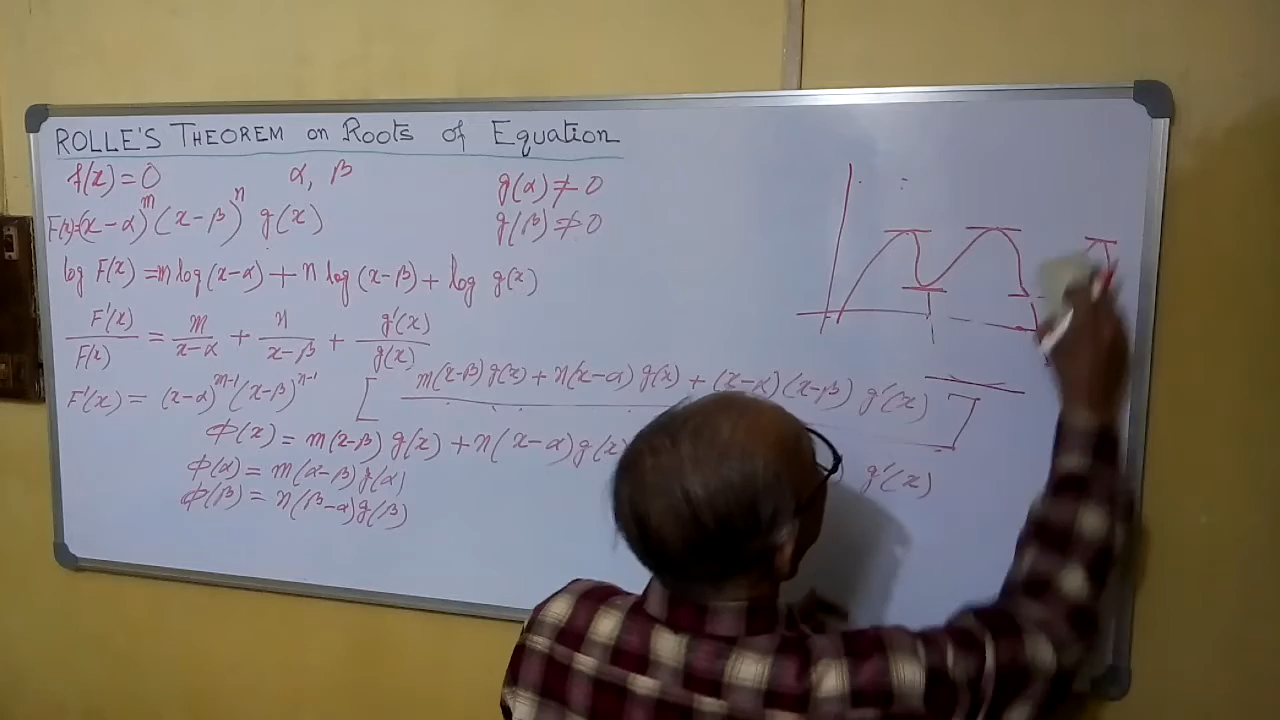 ROLLE'S THEOREM on Roots of Equation
f(x) = 0 α, β g(α) ≠ 0
F(x)=(x-α)^m (x-β)^n g(x) g(β) ≠ 0
log F(x) = m log(x-α) + n log(x-β) + log g(x)
F'(x)/F(x) = m/(x-α) + n/(x-β) + g'(x)/g(x)
F'(x) = (x-α)^{m-1} (x-β)^{n-1} [ m(x-β) g(x) + n(x-α) g(x) + (x-α)(x-β) g'(x) ]
Φ(x) = m(x-β) g(x) + n(x-α) g(x) g'(x)
Φ(α) = m(α-β) g(α)
Φ(β) = n(β-α) g(β)